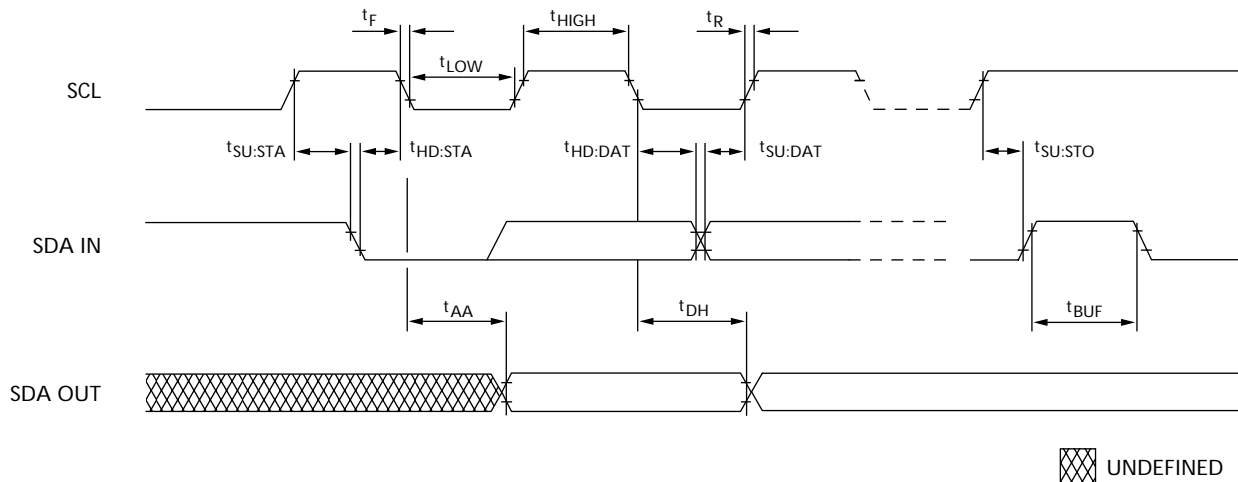 tF
tHIGH
tR
tLOW
SCL
tSU:STA
tHD:STA
tHD:DAT
tSU:DAT
tSU:STO
SDA IN
tAA
tDH
tBUF
SDA OUT
UNDEFINED